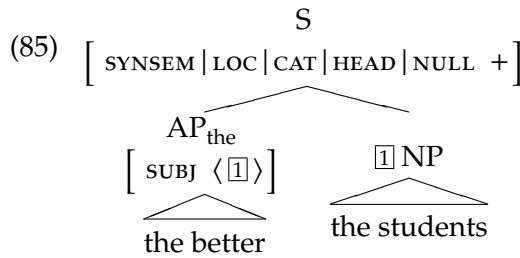 S
(85) [ SYNSEM|LOC|CAT|HEAD|NULL + ]
AP_the
[ SUBJ ⟨ 1 ⟩ ]
1 NP
the better
the students